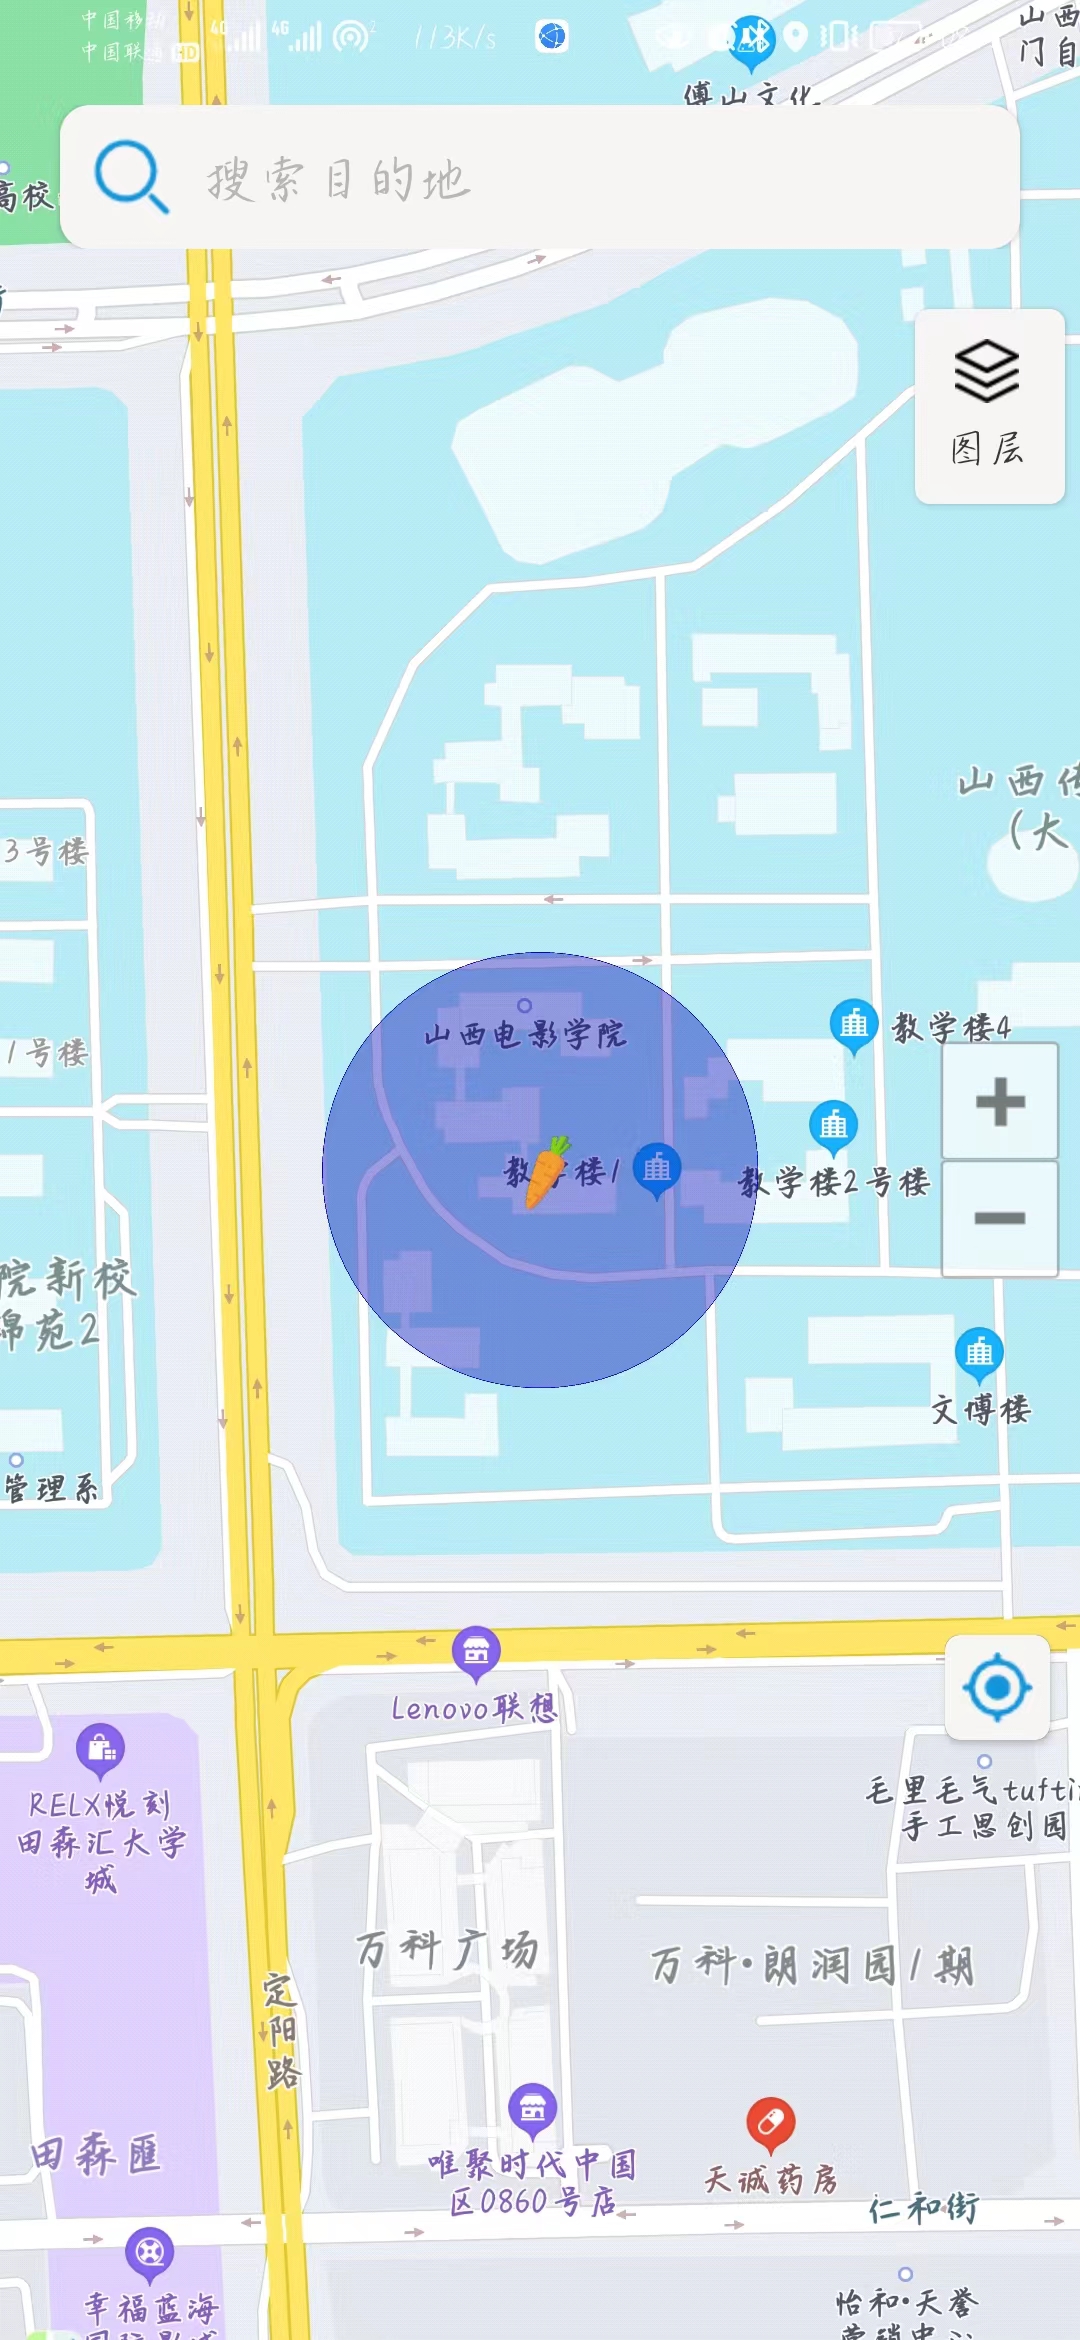 中国移动
中国联通 HD
4G
4G
113K/s
傅山文化
山西
门自
高校
搜索目的地
图层
3号楼
山西传
(大
山西电影学院
教学楼4
1号楼
教学楼1
教学楼2号楼
院新校
锦苑2
文博楼
管理系
Lenovo联想
RELX悦刻
田森汇大学
城
毛里毛气tufti
手工思创园
万科广场
万科·朗润园1期
定阳路
田森匯
唯聚时代中国
区0860号店
天诚药房
仁和街
幸福蓝海
国际影城
怡和·天誉
营销中心